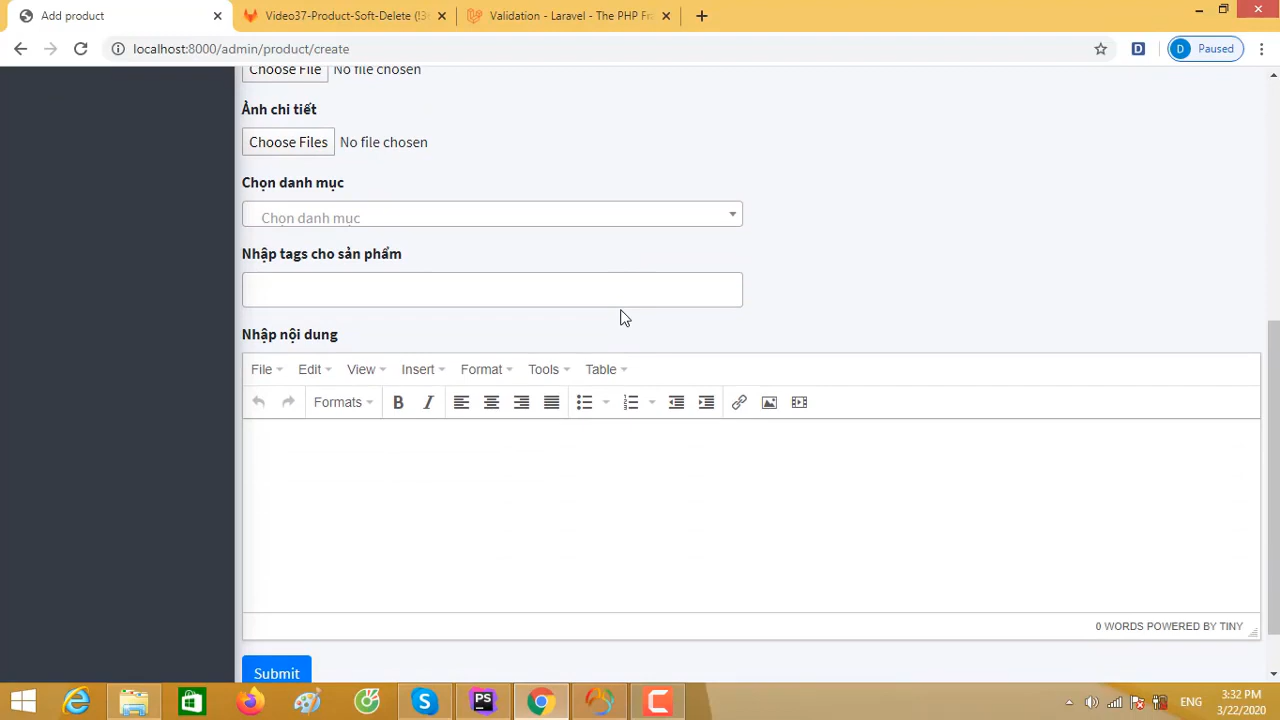 Add product
Video37-Product-Soft-Delete (!3
Validation - Laravel - The PHP Fra
localhost:8000/admin/product/create
D
D Paused
Choose File No file chosen
Ảnh chi tiết
Choose Files No file chosen
Chọn danh mục
Chọn danh mục
Nhập tags cho sản phẩm
Nhập nội dung
File Edit View Insert Format Tools Table
Formats B I
0 WORDS POWERED BY TINY
Submit
ENG
3:32 PM
3/22/2020